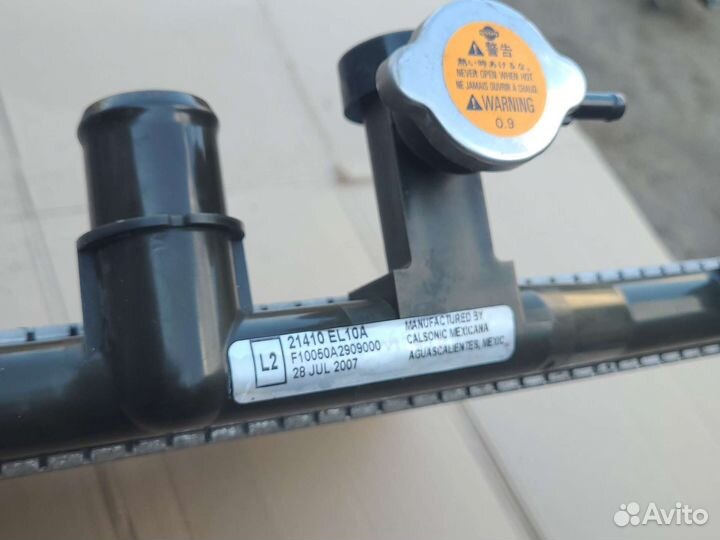 NISSAN
警告
熱い時あけるな。
NEVER OPEN WHEN HOT
NE JAMAIS OUVRIR A CHAUD
WARNING
0.9
L2
21410 EL10A
F10060A2909000
28 JUL 2007
MANUFACTURED BY
CALSONIC MEXICANA
AGUASCALIENTES, MEXIC
Avito